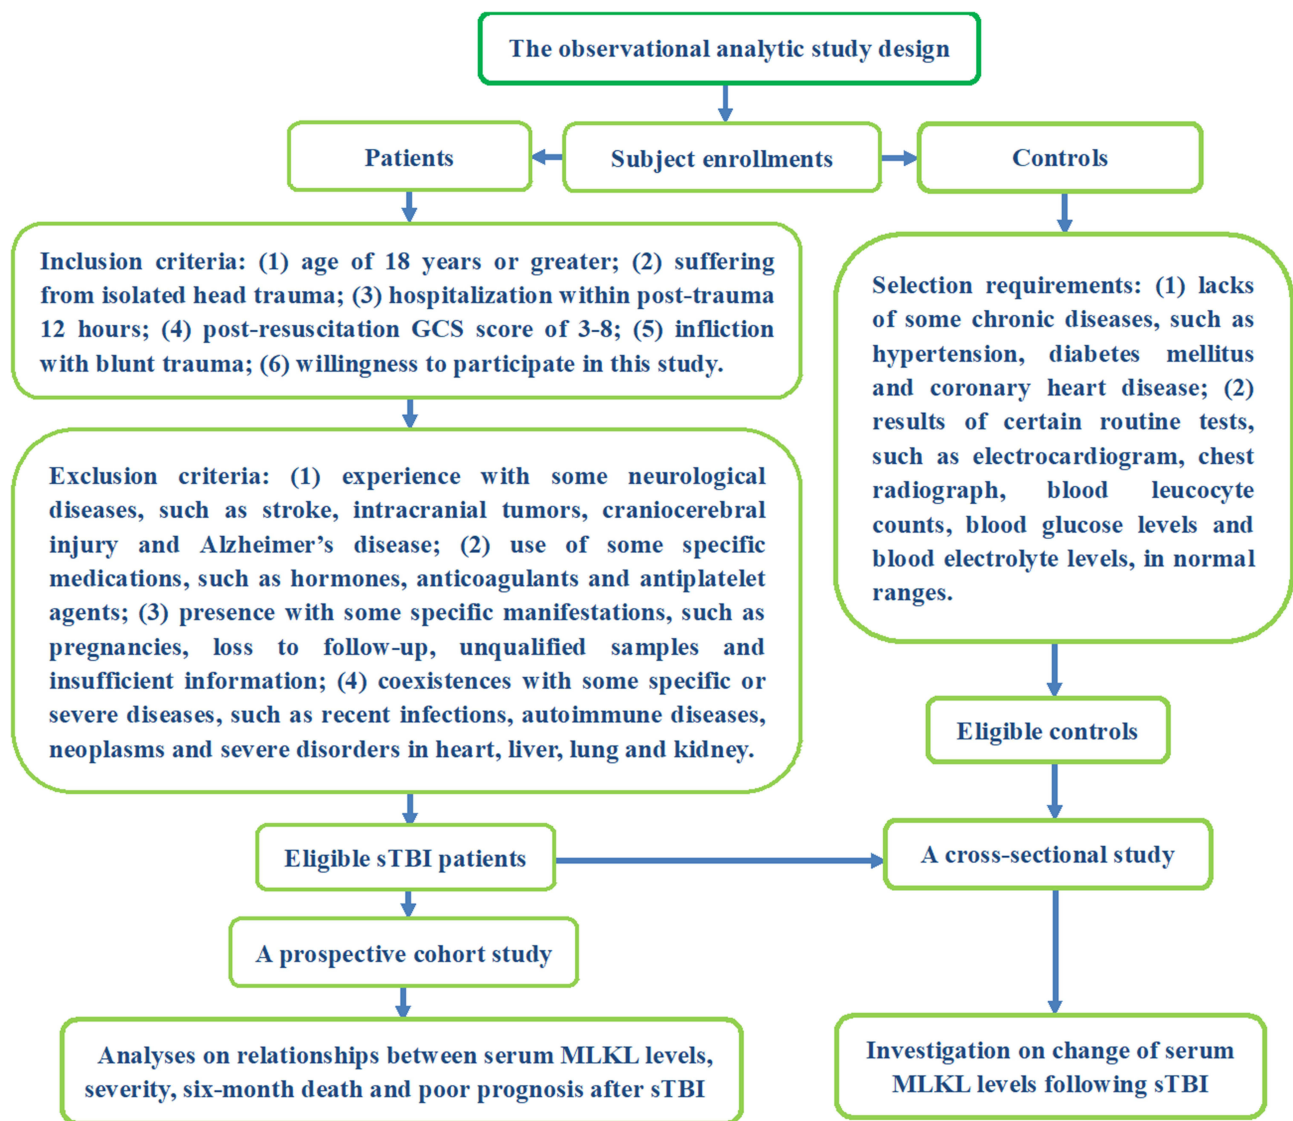 The observational analytic study design
Patients
Subject enrollments
Controls
Inclusion criteria: (1) age of 18 years or greater; (2) suffering
from isolated head trauma; (3) hospitalization within post-trauma
12 hours; (4) post-resuscitation GCS score of 3-8; (5) infliction
with blunt trauma; (6) willingness to participate in this study.
Exclusion criteria: (1) experience with some neurological
diseases, such as stroke, intracranial tumors, craniocerebral
injury and Alzheimer’s disease; (2) use of some specific
medications, such as hormones, anticoagulants and antiplatelet
agents; (3) presence with some specific manifestations, such as
pregnancies, loss to follow-up, unqualified samples and
insufficient information; (4) coexistences with some specific or
severe diseases, such as recent infections, autoimmune diseases,
neoplasms and severe disorders in heart, liver, lung and kidney.
Selection requirements: (1) lacks
of some chronic diseases, such as
hypertension, diabetes mellitus
and coronary heart disease; (2)
results of certain routine tests,
such as electrocardiogram, chest
radiograph, blood leucocyte
counts, blood glucose levels and
blood electrolyte levels, in normal
ranges.
Eligible controls
Eligible sTBI patients
A cross-sectional study
A prospective cohort study
Analyses on relationships between serum MLKL levels,
severity, six-month death and poor prognosis after sTBI
Investigation on change of serum
MLKL levels following sTBI